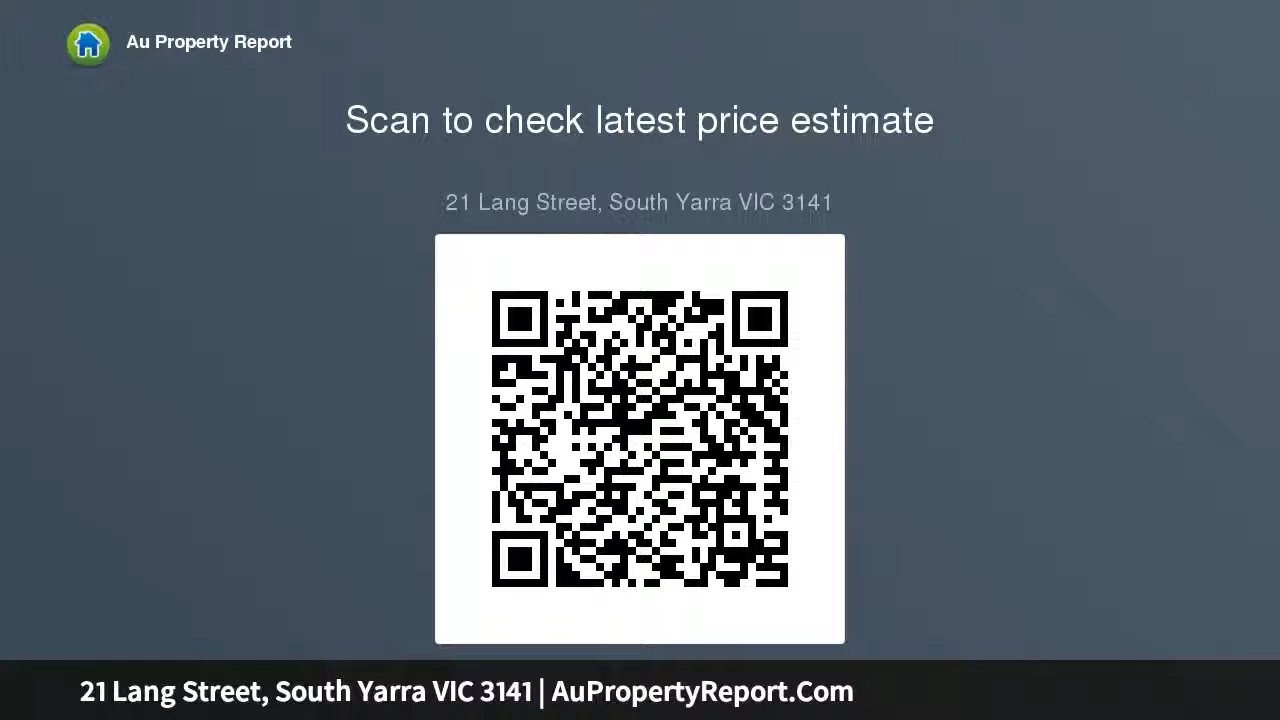 Au Property Report
Scan to check latest price estimate
21 Lang Street, South Yarra VIC 3141
21 Lang Street, South Yarra VIC 3141 | AuPropertyReport.Com